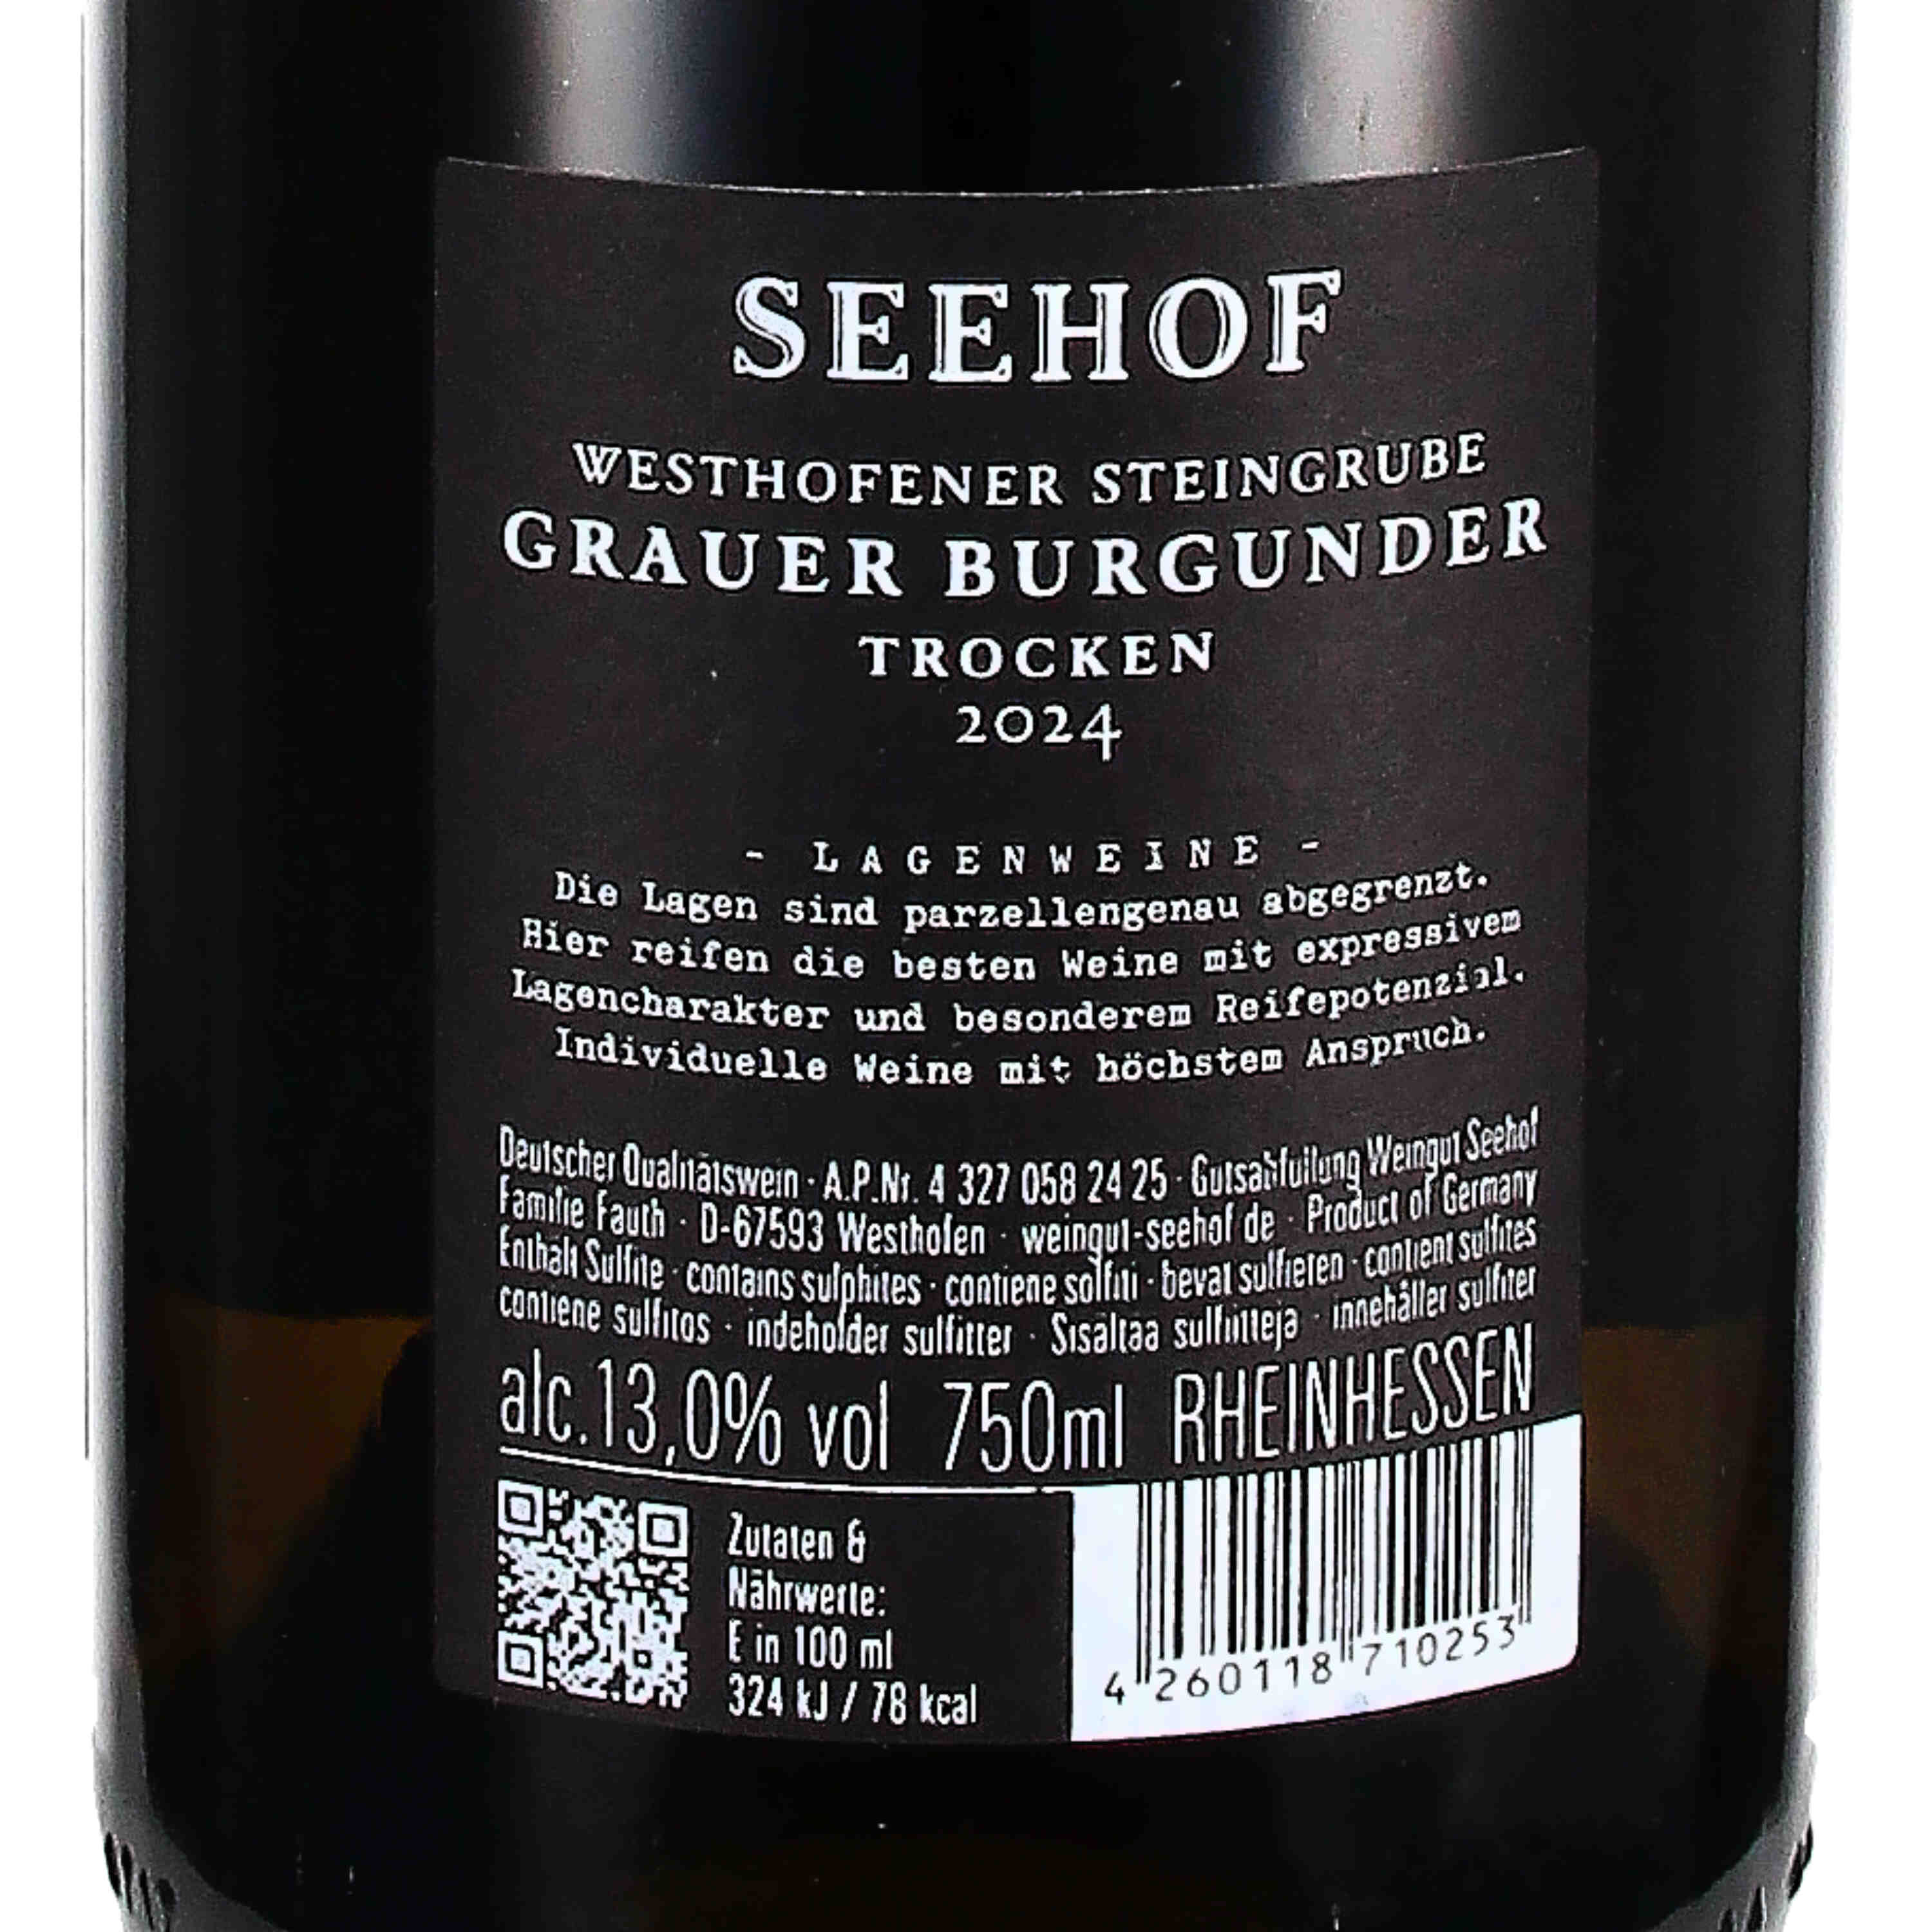 SEEHOF
WESTHOFENER STEINGRUBE
GRAUER BURGUNDER
TROCKEN
2024
- LAGENWEINE -
Die Lagen sind parzellengenau abgegrenzt.
Hier reifen die besten Weine mit expressivem
Lagencharakter und besonderem Reifepotenzial.
Individuelle Weine mit höchstem Anspruch.
Deutscher Qualitätswein · A.P.Nr. 4 327 058 24 25 · Gutsabfüllung Weingut Seehof
Familie Fauth · D-67593 Westhofen · weingut-seehof.de · Product of Germany
Enthält Sulfite · contains sulphites · contiene solfiti · bevat sulfieten · contient sulfites
contiene sulfitos · indeholder sulfitter · Sisältää sulfiitteja · innehåller sulfiter
alc.13,0% vol 750ml RHEINHESSEN
Zutaten &
Nährwerte:
E in 100 ml
324 kJ / 78 kcal
4 260118 710253